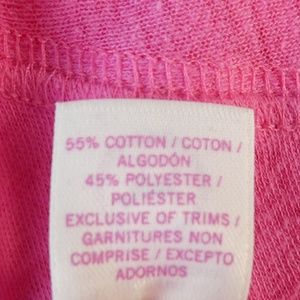 55% COTTON / COTON /
ALGODÓN
45% POLYESTER /
POLIÉSTER
EXCLUSIVE OF TRIMS /
GARNITURES NON
COMPRISE / EXCEPTO
ADORNOS